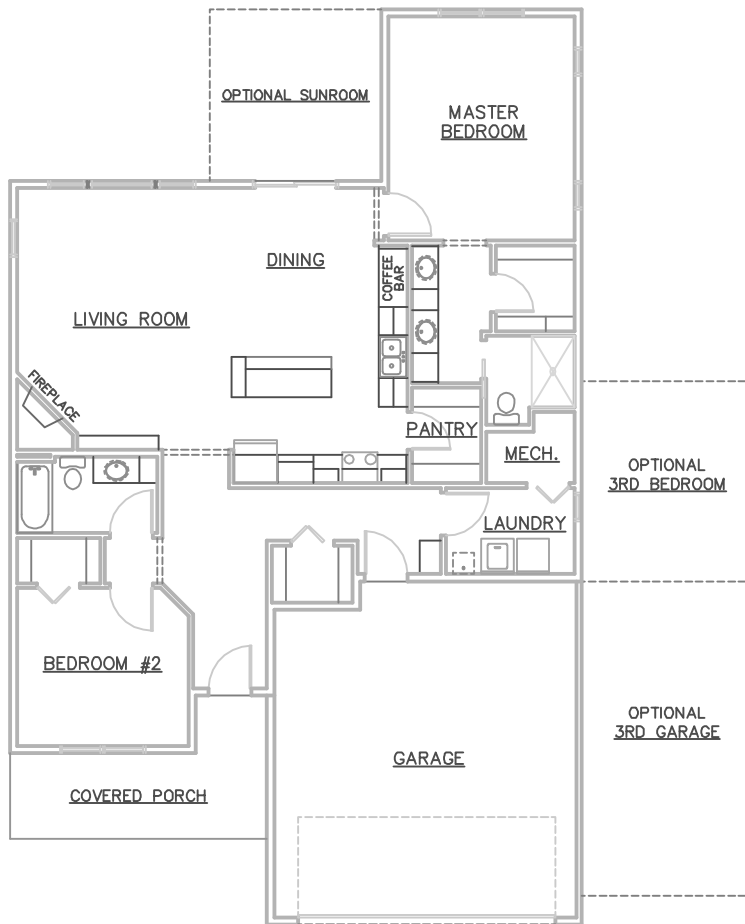 OPTIONAL SUNROOM
MASTER
BEDROOM
DINING
COFFEE
BAR
LIVING ROOM
FIREPLACE
PANTRY
MECH.
OPTIONAL
3RD BEDROOM
LAUNDRY
BEDROOM #2
OPTIONAL
3RD GARAGE
GARAGE
COVERED PORCH